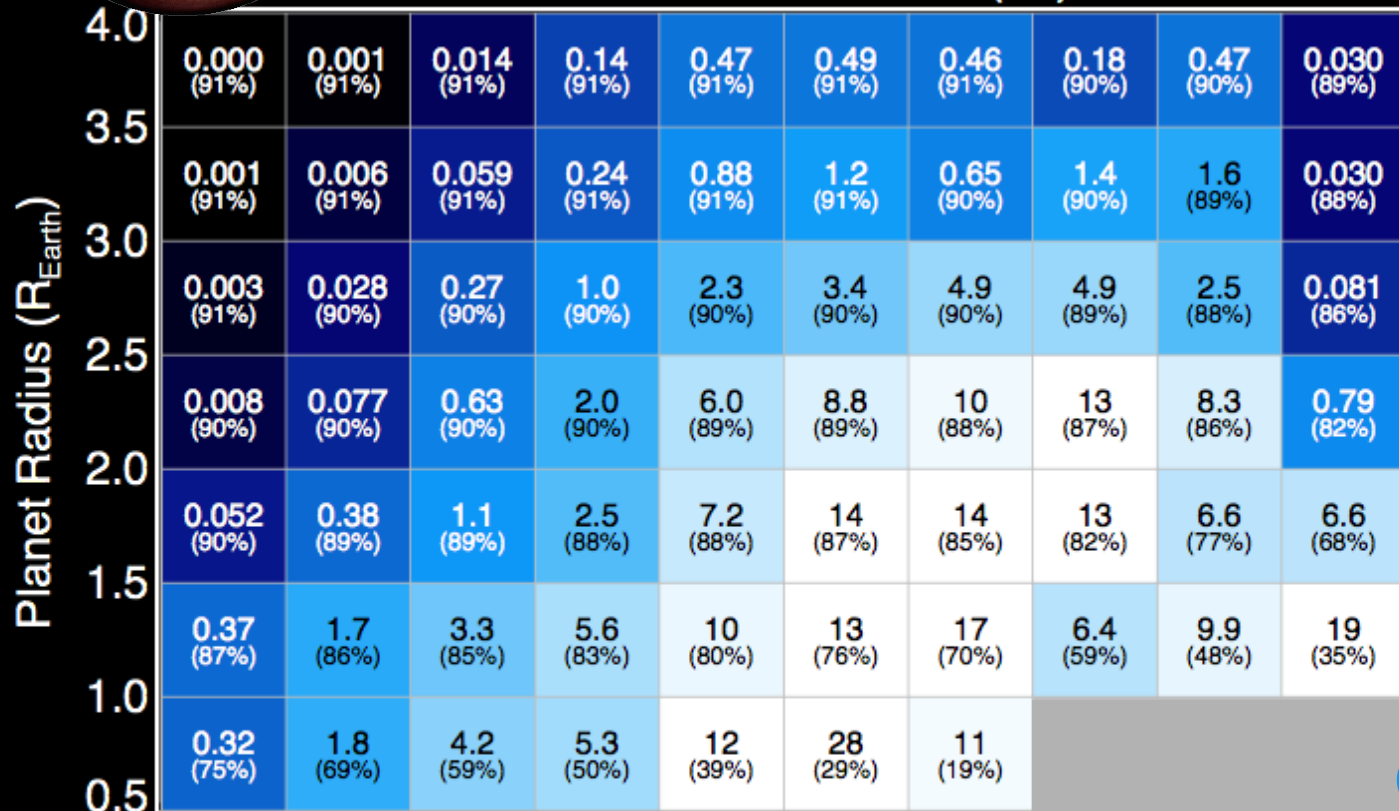 4.0
0.000 0.001 0.014 0.14 0.47 0.49 0.46 0.18 0.47 0.030
(91%) (91%) (91%) (91%) (91%) (91%) (91%) (90%) (90%) (89%)
3.5
0.001 0.006 0.059 0.24 0.88 1.2 0.65 1.4 1.6 0.030
(91%) (91%) (91%) (91%) (91%) (91%) (90%) (90%) (89%) (88%)
3.0
0.003 0.028 0.27 1.0 2.3 3.4 4.9 4.9 2.5 0.081
(91%) (90%) (90%) (90%) (90%) (90%) (90%) (89%) (88%) (86%)
2.5
0.008 0.077 0.63 2.0 6.0 8.8 10 13 8.3 0.79
(90%) (90%) (90%) (90%) (89%) (89%) (88%) (87%) (86%) (82%)
2.0
0.052 0.38 1.1 2.5 7.2 14 14 13 6.6 6.6
(90%) (89%) (89%) (88%) (88%) (87%) (85%) (82%) (77%) (68%)
1.5
0.37 1.7 3.3 5.6 10 13 17 6.4 9.9 19
(87%) (86%) (85%) (83%) (80%) (76%) (70%) (59%) (48%) (35%)
1.0
0.32 1.8 4.2 5.3 12 28 11
(75%) (69%) (59%) (50%) (39%) (29%) (19%)
0.5
Planet Radius (R_Earth)